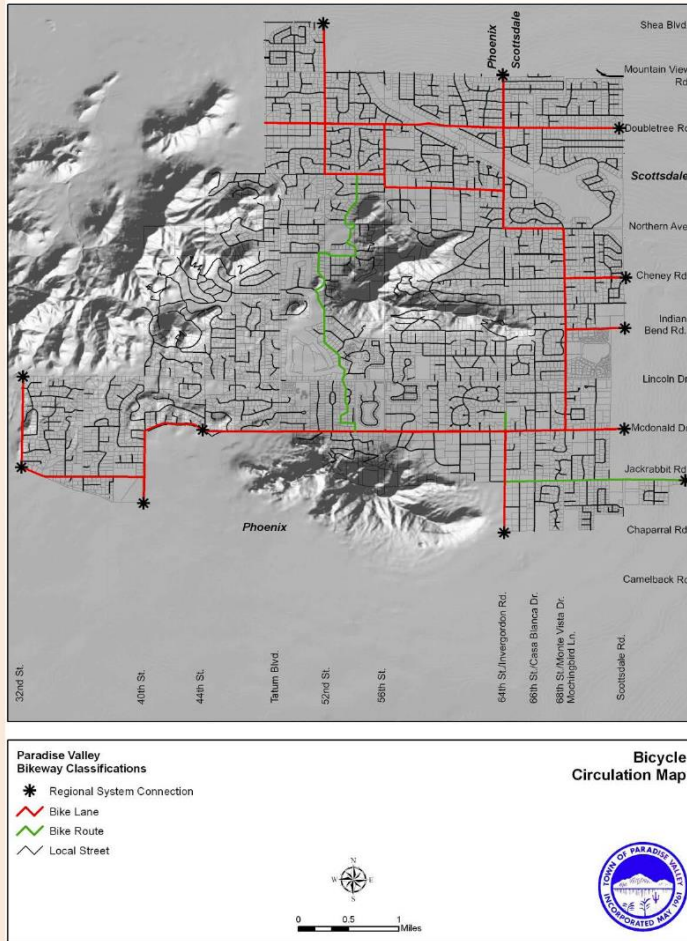 Shea Blvd.
Phoenix
Scottsdale
Mountain View
Rd.
Doubletree Rd
Scottsdale
Northern Ave
Cheney Rd.
Indian
Bend Rd.
Lincoln Dr
Mcdonald Dr
Jackrabbit Rd
Phoenix
Chaparral Rd
Camelback Rd
32nd St.
40th St.
44th St.
Tatum Blvd.
52nd St.
56th St.
64th St./Invergordon Rd.
66th St./Casa Blanca Dr.
68th St./Monte Vista Dr.
Mochingbird Ln.
Scottsdale Rd.
Paradise Valley
Bikeway Classifications
Regional System Connection
Bike Lane
Bike Route
Local Street
Bicycle
Circulation Map
N
W E
S
0 0.5 1
Miles
TOWN OF PARADISE VALLEY
INCORPORATED MAY 1961